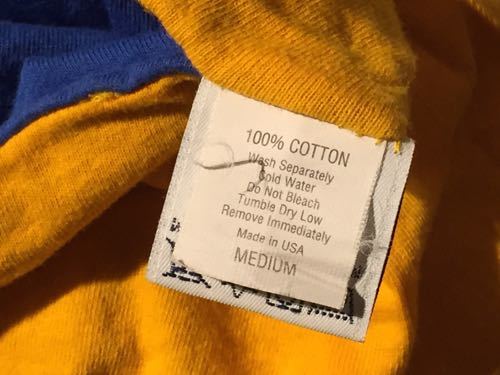 100% COTTON
Wash Separately
Cold Water
Do Not Bleach
Tumble Dry Low
Remove Immediately
Made in USA
MEDIUM